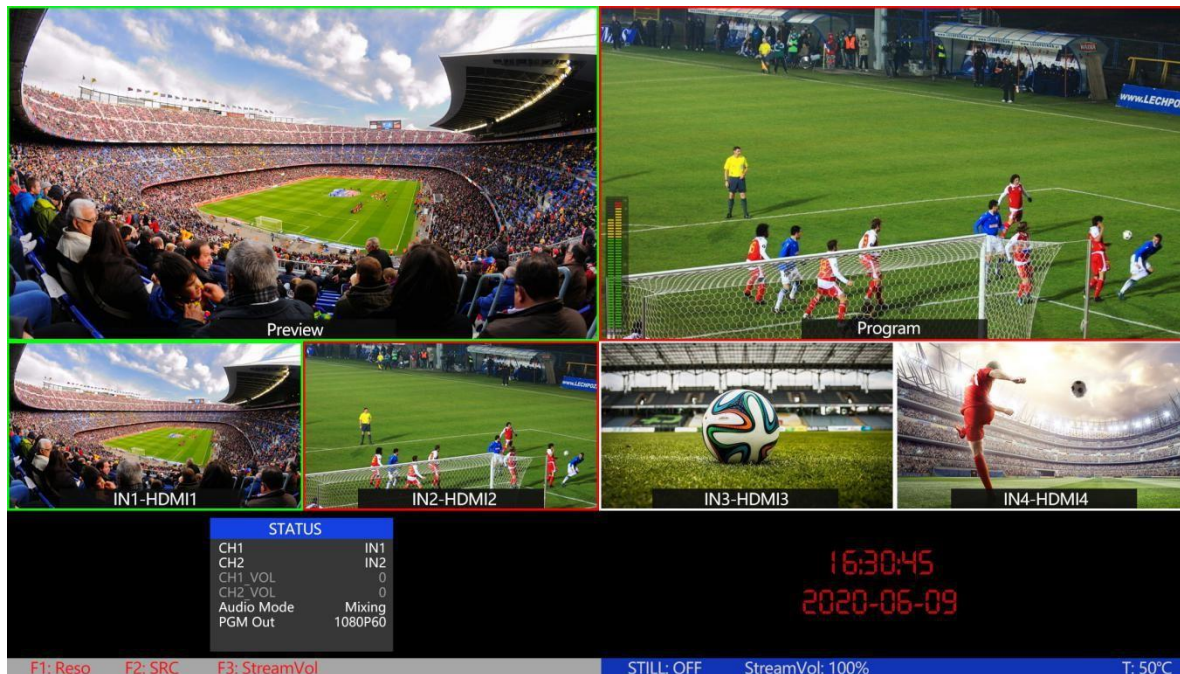 www.LECHPOZ
Preview
Program
IN1-HDMI1
IN2-HDMI2
IN3-HDMI3
IN4-HDMI4
STATUS
CH1 IN1
CH2 IN2
CH1_VOL 0
CH2_VOL 0
Audio Mode Mixing
PGM Out 1080P60
16:30:45
2020-06-09
F1: Reso F2: SRC F3: StreamVol
STILL: OFF StreamVol: 100% T: 50°C